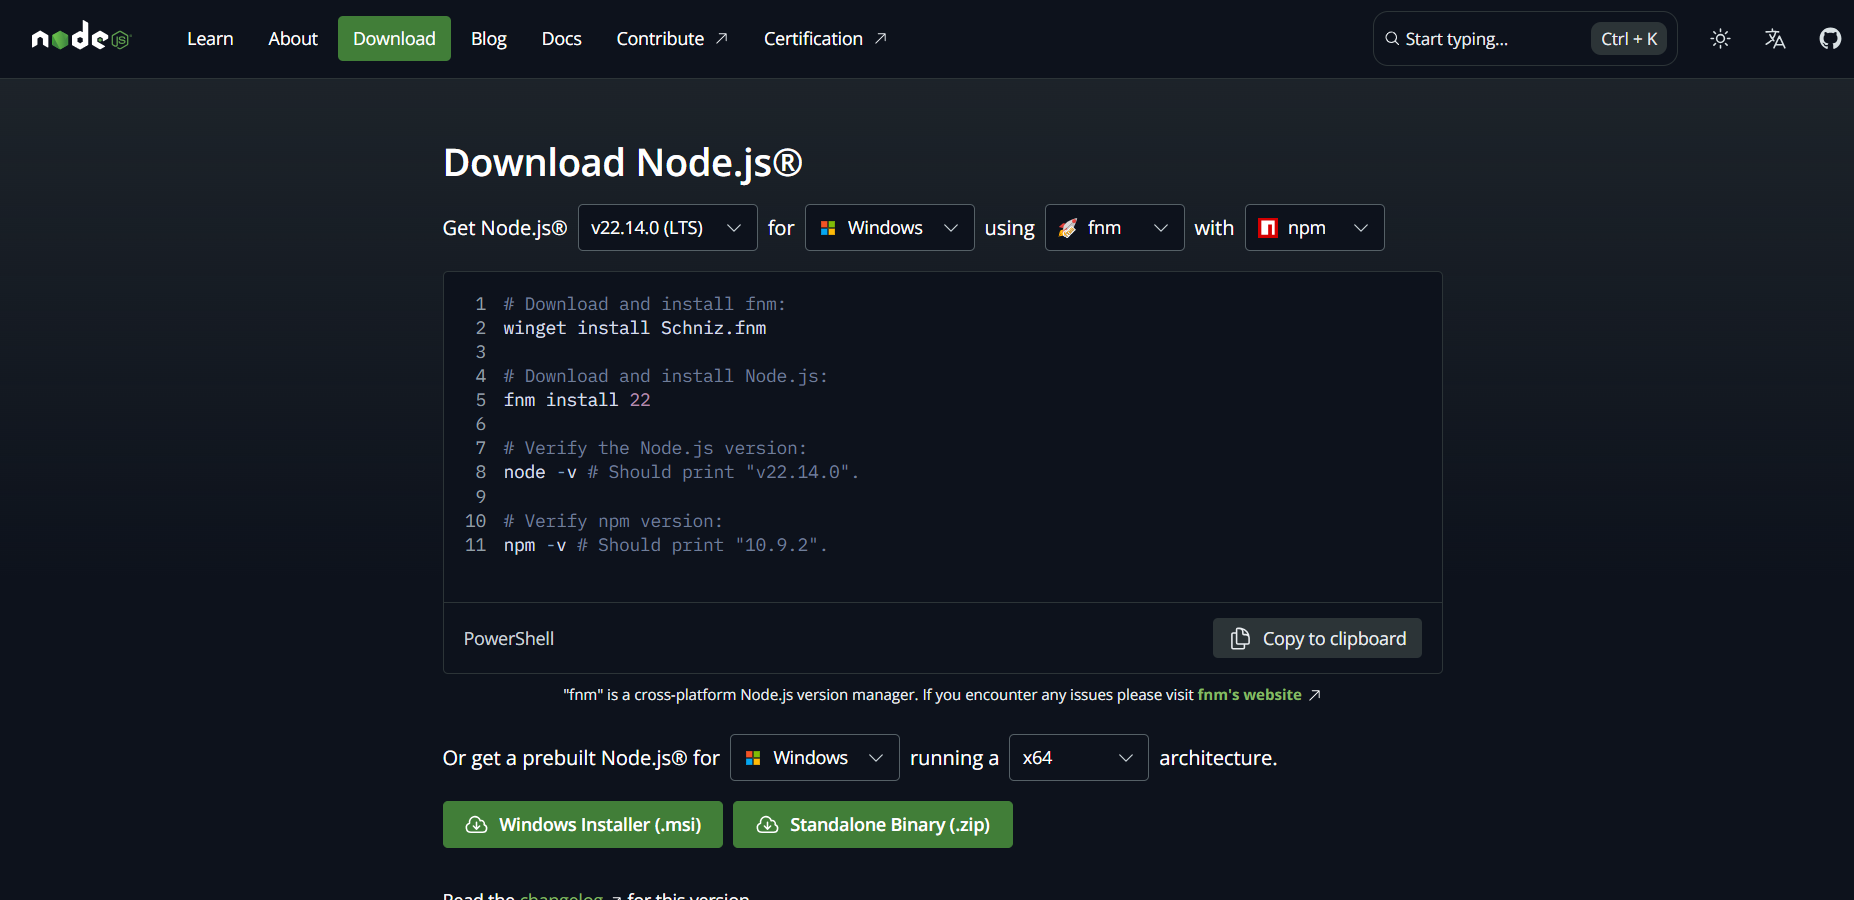 node JS
Learn About Download Blog Docs Contribute Certification Start typing... Ctrl + K
Download Node.js®
Get Node.js® v22.14.0 (LTS) for Windows using fnm with npm
1 # Download and install fnm:
2 winget install Schniz.fnm
3
4 # Download and install Node.js:
5 fnm install 22
6
7 # Verify the Node.js version:
8 node -v # Should print "v22.14.0".
9
10 # Verify npm version:
11 npm -v # Should print "10.9.2".
PowerShell Copy to clipboard
"fnm" is a cross-platform Node.js version manager. If you encounter any issues please visit fnm's website
Or get a prebuilt Node.js® for Windows running a x64 architecture.
Windows Installer (.msi) Standalone Binary (.zip)
Read the changelog for this version